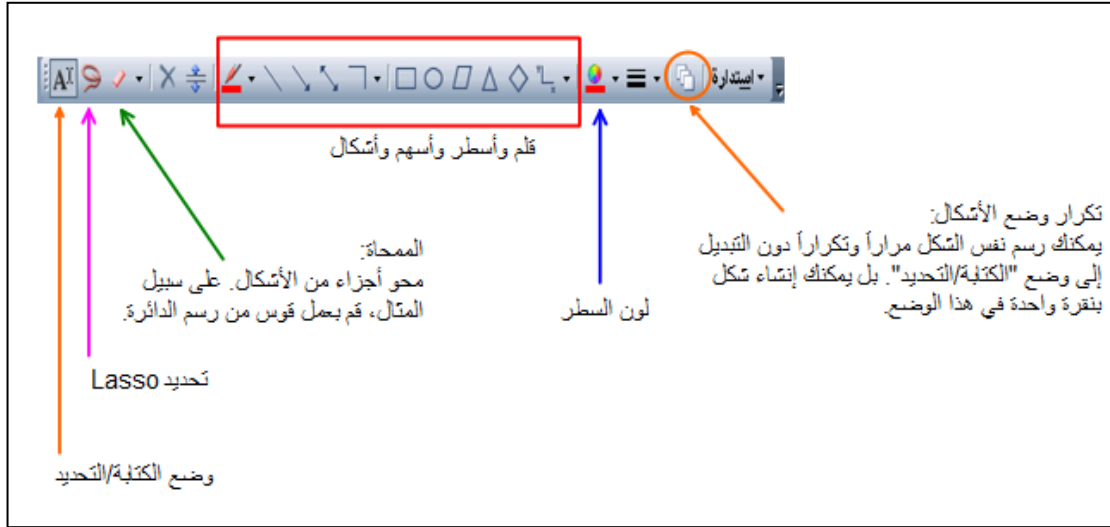 استدارة
قلم وأسطر وأسهم وأشكال
تكرار وضع الأشكال:
يمكنك رسم نفس الشكل مراراً وتكراراً دون التبديل
إلى وضع "الكتابة/التحديد". بل يمكنك إنشاء شكل
بنقرة واحدة في هذا الوضع.
الممحاة:
محو أجزاء من الأشكال. على سبيل
المثال، قم بعمل قوس من رسم الدائرة.
لون السطر
تحديد Lasso
وضع الكتابة/التحديد